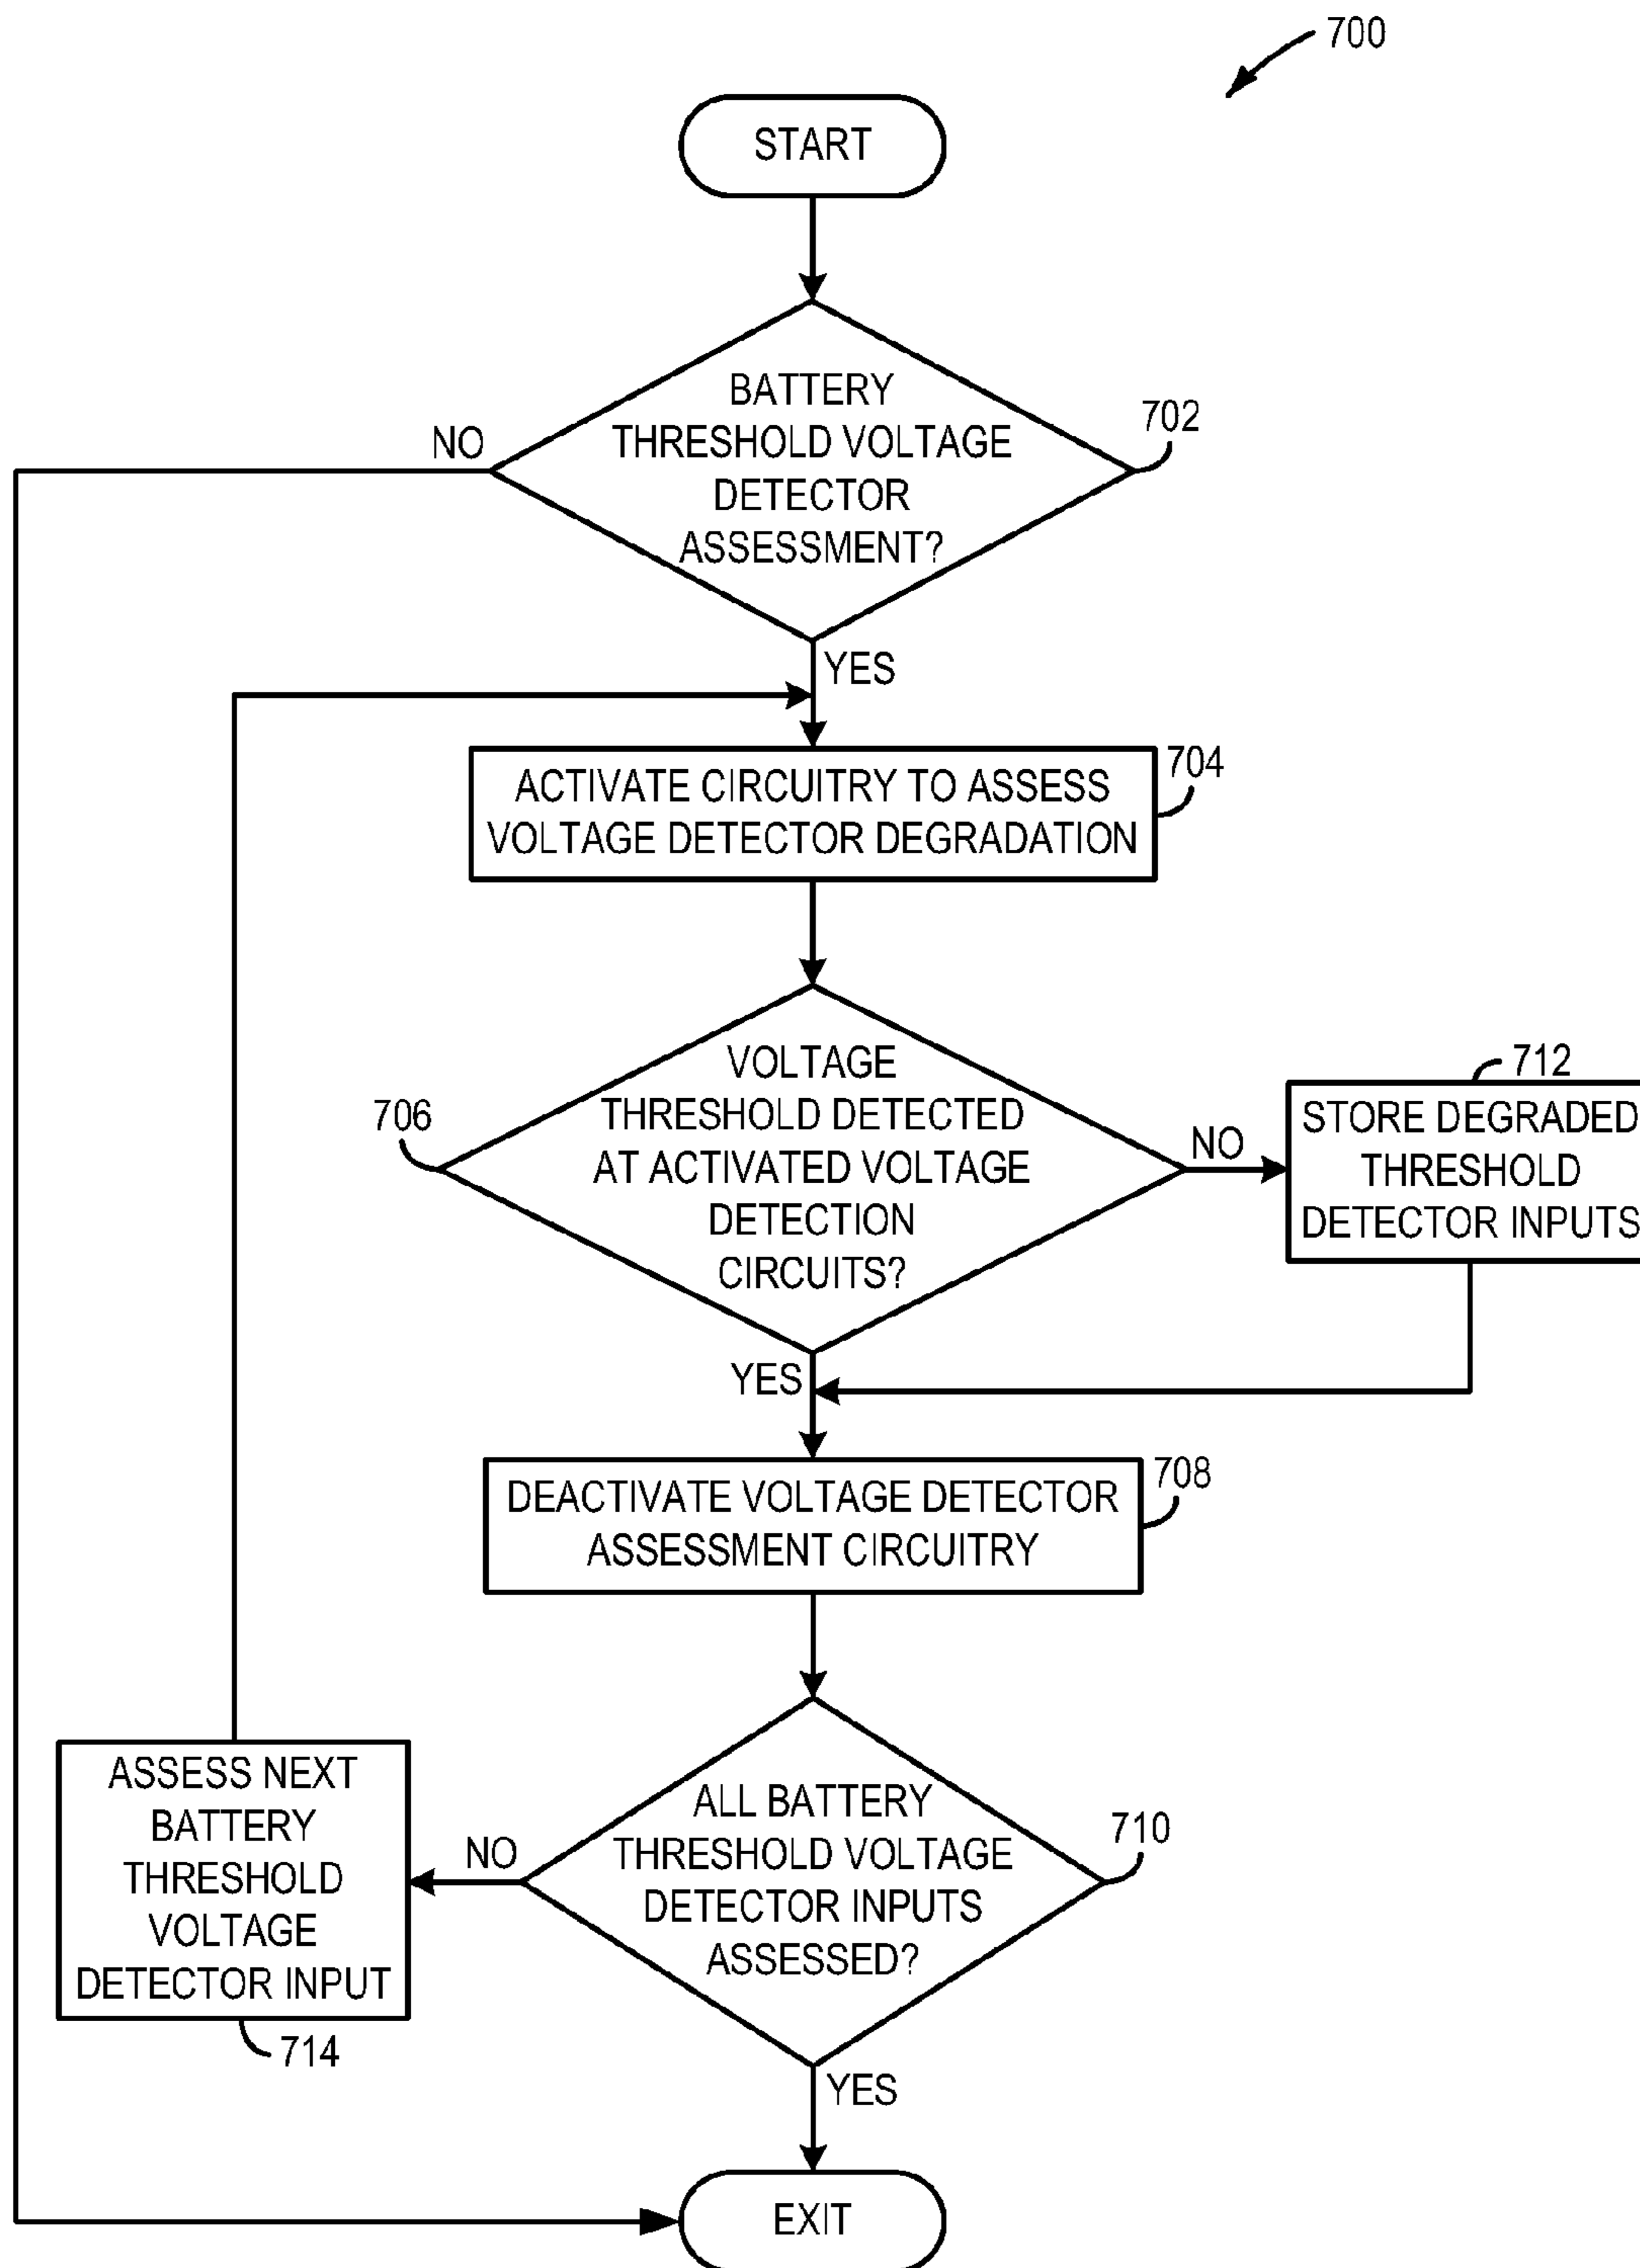 700
START
BATTERY
THRESHOLD VOLTAGE
DETECTOR
ASSESSMENT?
702
NO
YES
ACTIVATE CIRCUITRY TO ASSESS
VOLTAGE DETECTOR DEGRADATION
704
VOLTAGE
THRESHOLD DETECTED
AT ACTIVATED VOLTAGE
DETECTION
CIRCUITS?
706
NO
712
STORE DEGRADED
THRESHOLD
DETECTOR INPUTS
YES
DEACTIVATE VOLTAGE DETECTOR
ASSESSMENT CIRCUITRY
708
ALL BATTERY
THRESHOLD VOLTAGE
DETECTOR INPUTS
ASSESSED?
710
NO
ASSESS NEXT
BATTERY
THRESHOLD
VOLTAGE
DETECTOR INPUT
714
YES
EXIT